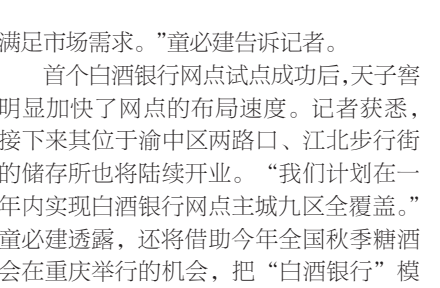 满足市场需求。”童必建告诉记者。
首个白酒银行网点试点成功后,天子窖
明显加快了网点的布局速度。记者获悉，
接下来其位于渝中区两路口、江北步行街
的储存所也将陆续开业。“我们计划在一
年内实现白酒银行网点主城九区全覆盖。”
童必建透露，还将借助今年全国秋季糖酒
会在重庆举行的机会，把“白酒银行”模